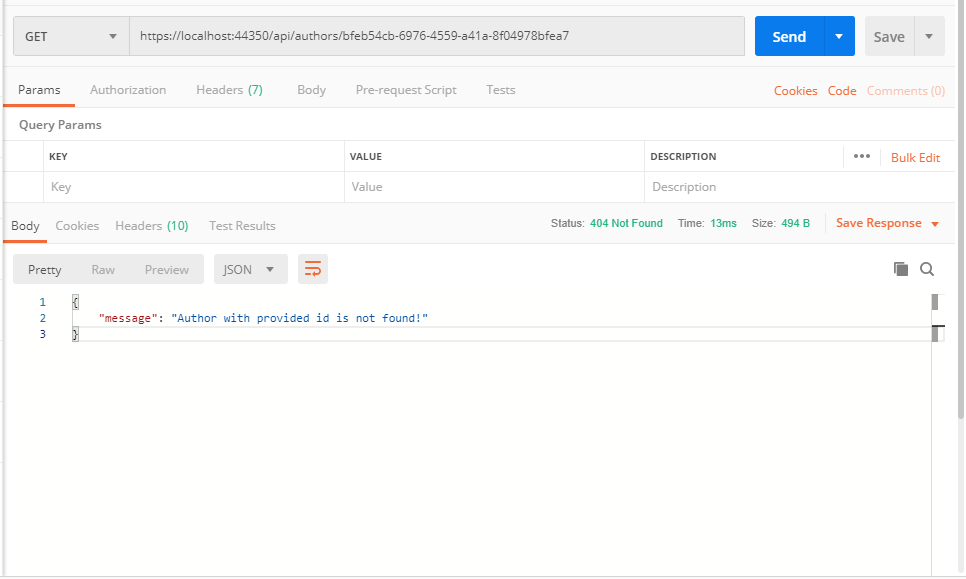 GET https://localhost:44350/api/authors/bfeb54cb-6976-4559-a41a-8f04978bfea7 Send Save
Params Authorization Headers (7) Body Pre-request Script Tests Cookies Code Comments (0)
Query Params
KEY VALUE DESCRIPTION ••• Bulk Edit
Key Value Description
Body Cookies Headers (10) Test Results Status: 404 Not Found Time: 13ms Size: 494 B Save Response
Pretty Raw Preview JSON
1 {
2 "message": "Author with provided id is not found!"
3 }